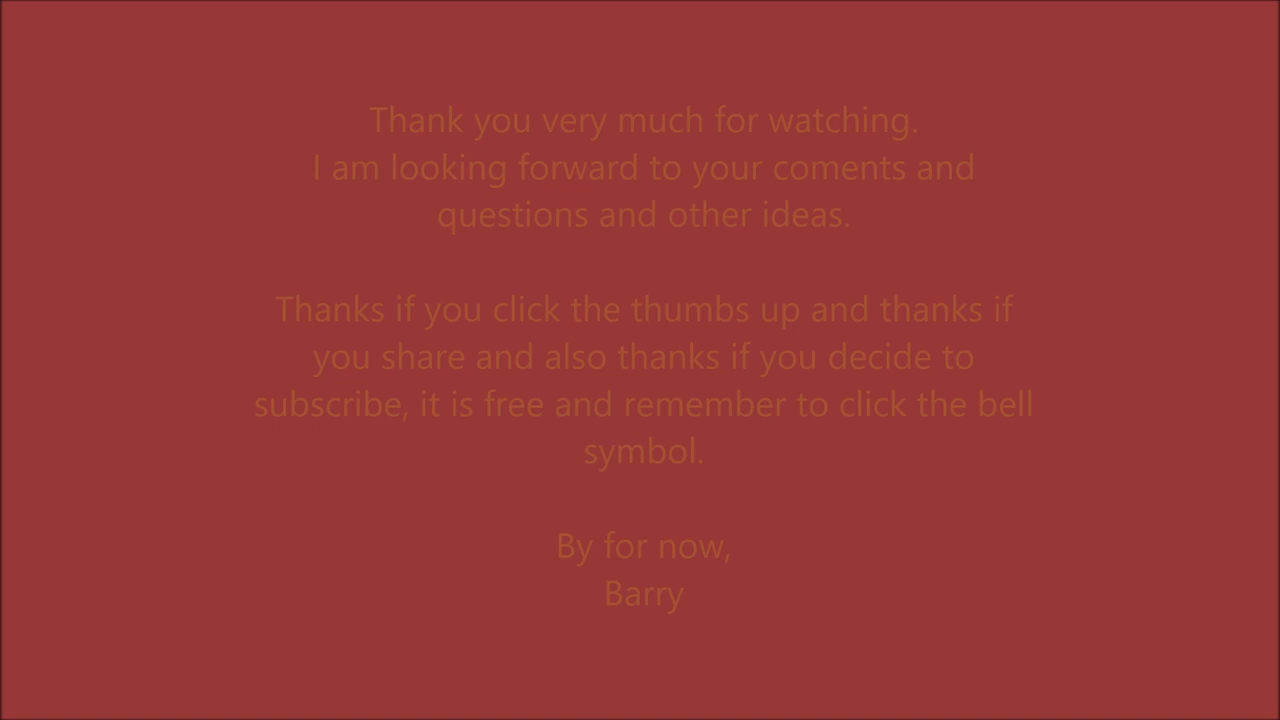 Thank you very much for watching.
I am looking forward to your coments and
questions and other ideas.
Thanks if you click the thumbs up and thanks if
you share and also thanks if you decide to
subscribe, it is free and remember to click the bell
symbol.
By for now,
Barry